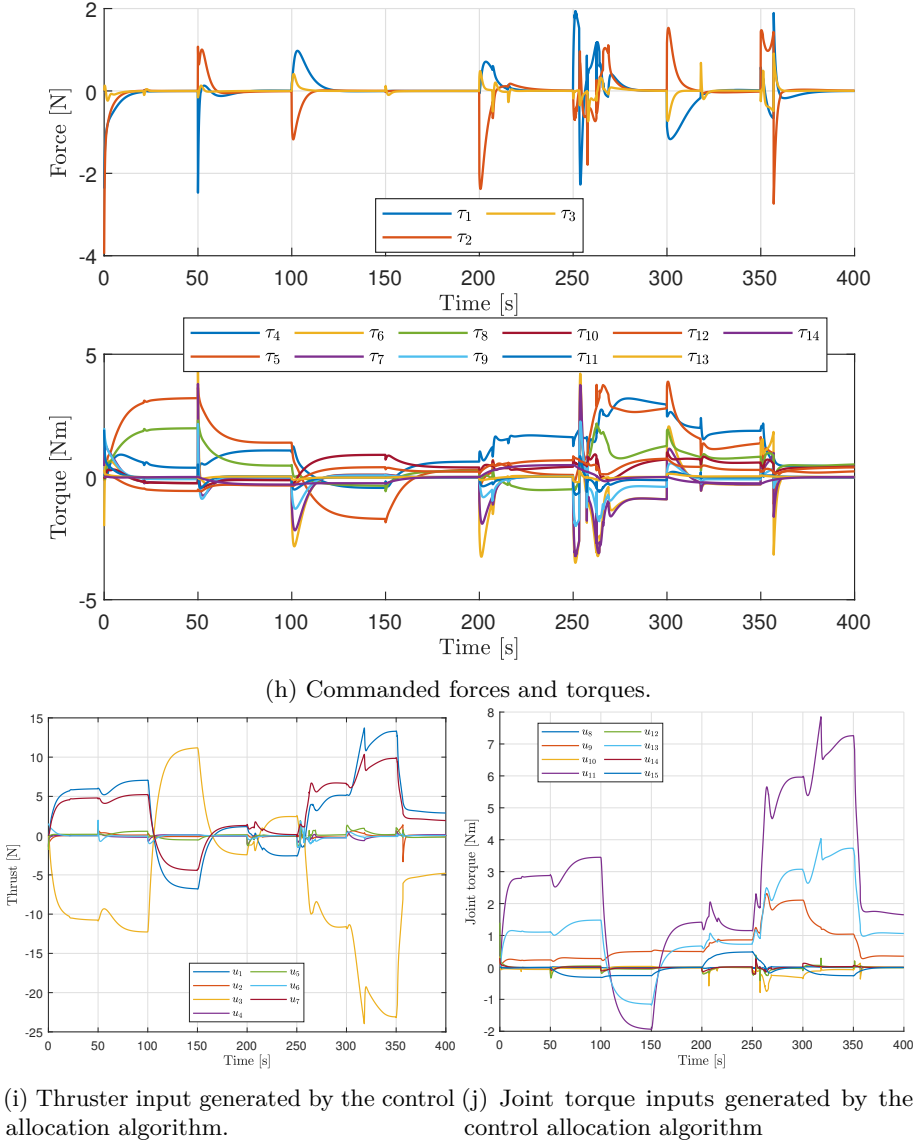 2
0
-2
-4
Force [N]
τ1 τ3
τ2
0 50 100 150 200 250 300 350 400
Time [s]
τ4 τ6 τ8 τ10 τ12 τ14
τ5 τ7 τ9 τ11 τ13
5
0
-5
Torque [Nm]
0 50 100 150 200 250 300 350 400
Time [s]
(h) Commanded forces and torques.
15
10
5
0
-5
-10
-15
-20
-25
Thrust [N]
u1 u5
u2 u6
u3 u7
u4
0 50 100 150 200 250 300 350 400
Time [s]
(i) Thruster input generated by the control
allocation algorithm.
8
7
6
5
4
3
2
1
0
-1
-2
Joint torque [Nm]
u8 u12
u9 u13
u10 u14
u11 u15
0 50 100 150 200 250 300 350 400
Time [s]
(j) Joint torque inputs generated by the
control allocation algorithm